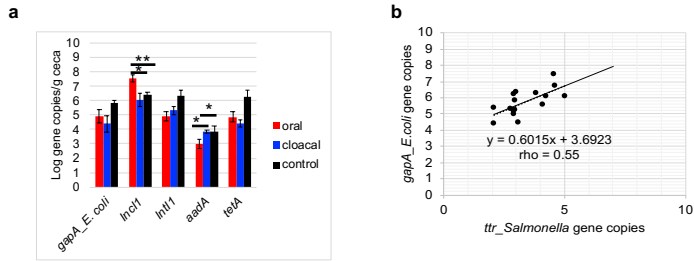 a
Log gene copies/g ceca
10
9
8
7
6
5
4
3
2
1
0
**
*
*
*
gapA_E. coli
IncI1
IntI1
aadA
tetA
oral
cloacal
control
b
gapA_E.coli gene copies
10
9
8
7
6
5
4
3
2
1
0
y = 0.6015x + 3.6923
rho = 0.55
0
5
10
ttr_Salmonella gene copies